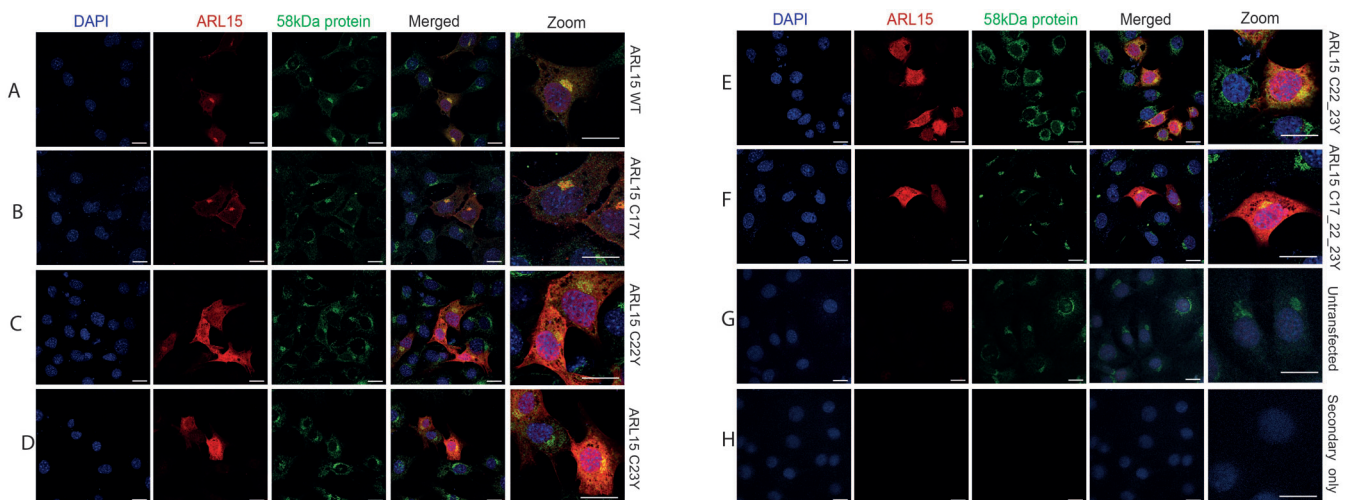 DAPI ARL15 58kDa protein Merged Zoom
A ARL15 WT
B ARL15 C17Y
C ARL15 C22Y
D ARL15 C23Y
DAPI ARL15 58kDa protein Merged Zoom
E ARL15 C22_23Y
F ARL15 C17_22_23Y
G Untransfected
H Secondary only